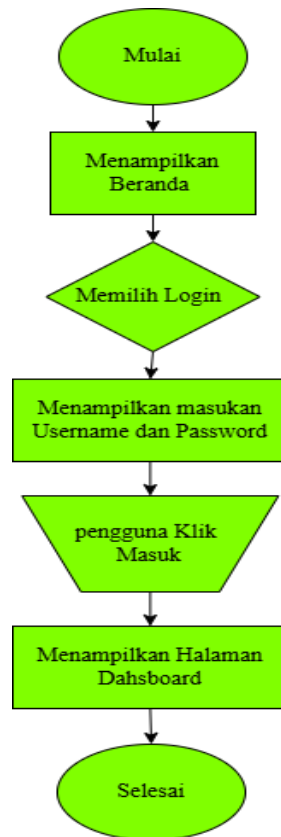 Mulai
Menampilkan
Beranda
Memilih Login
Menampilkan masukan
Username dan Password
pengguna Klik
Masuk
Menampilkan Halaman
Dahsboard
Selesai